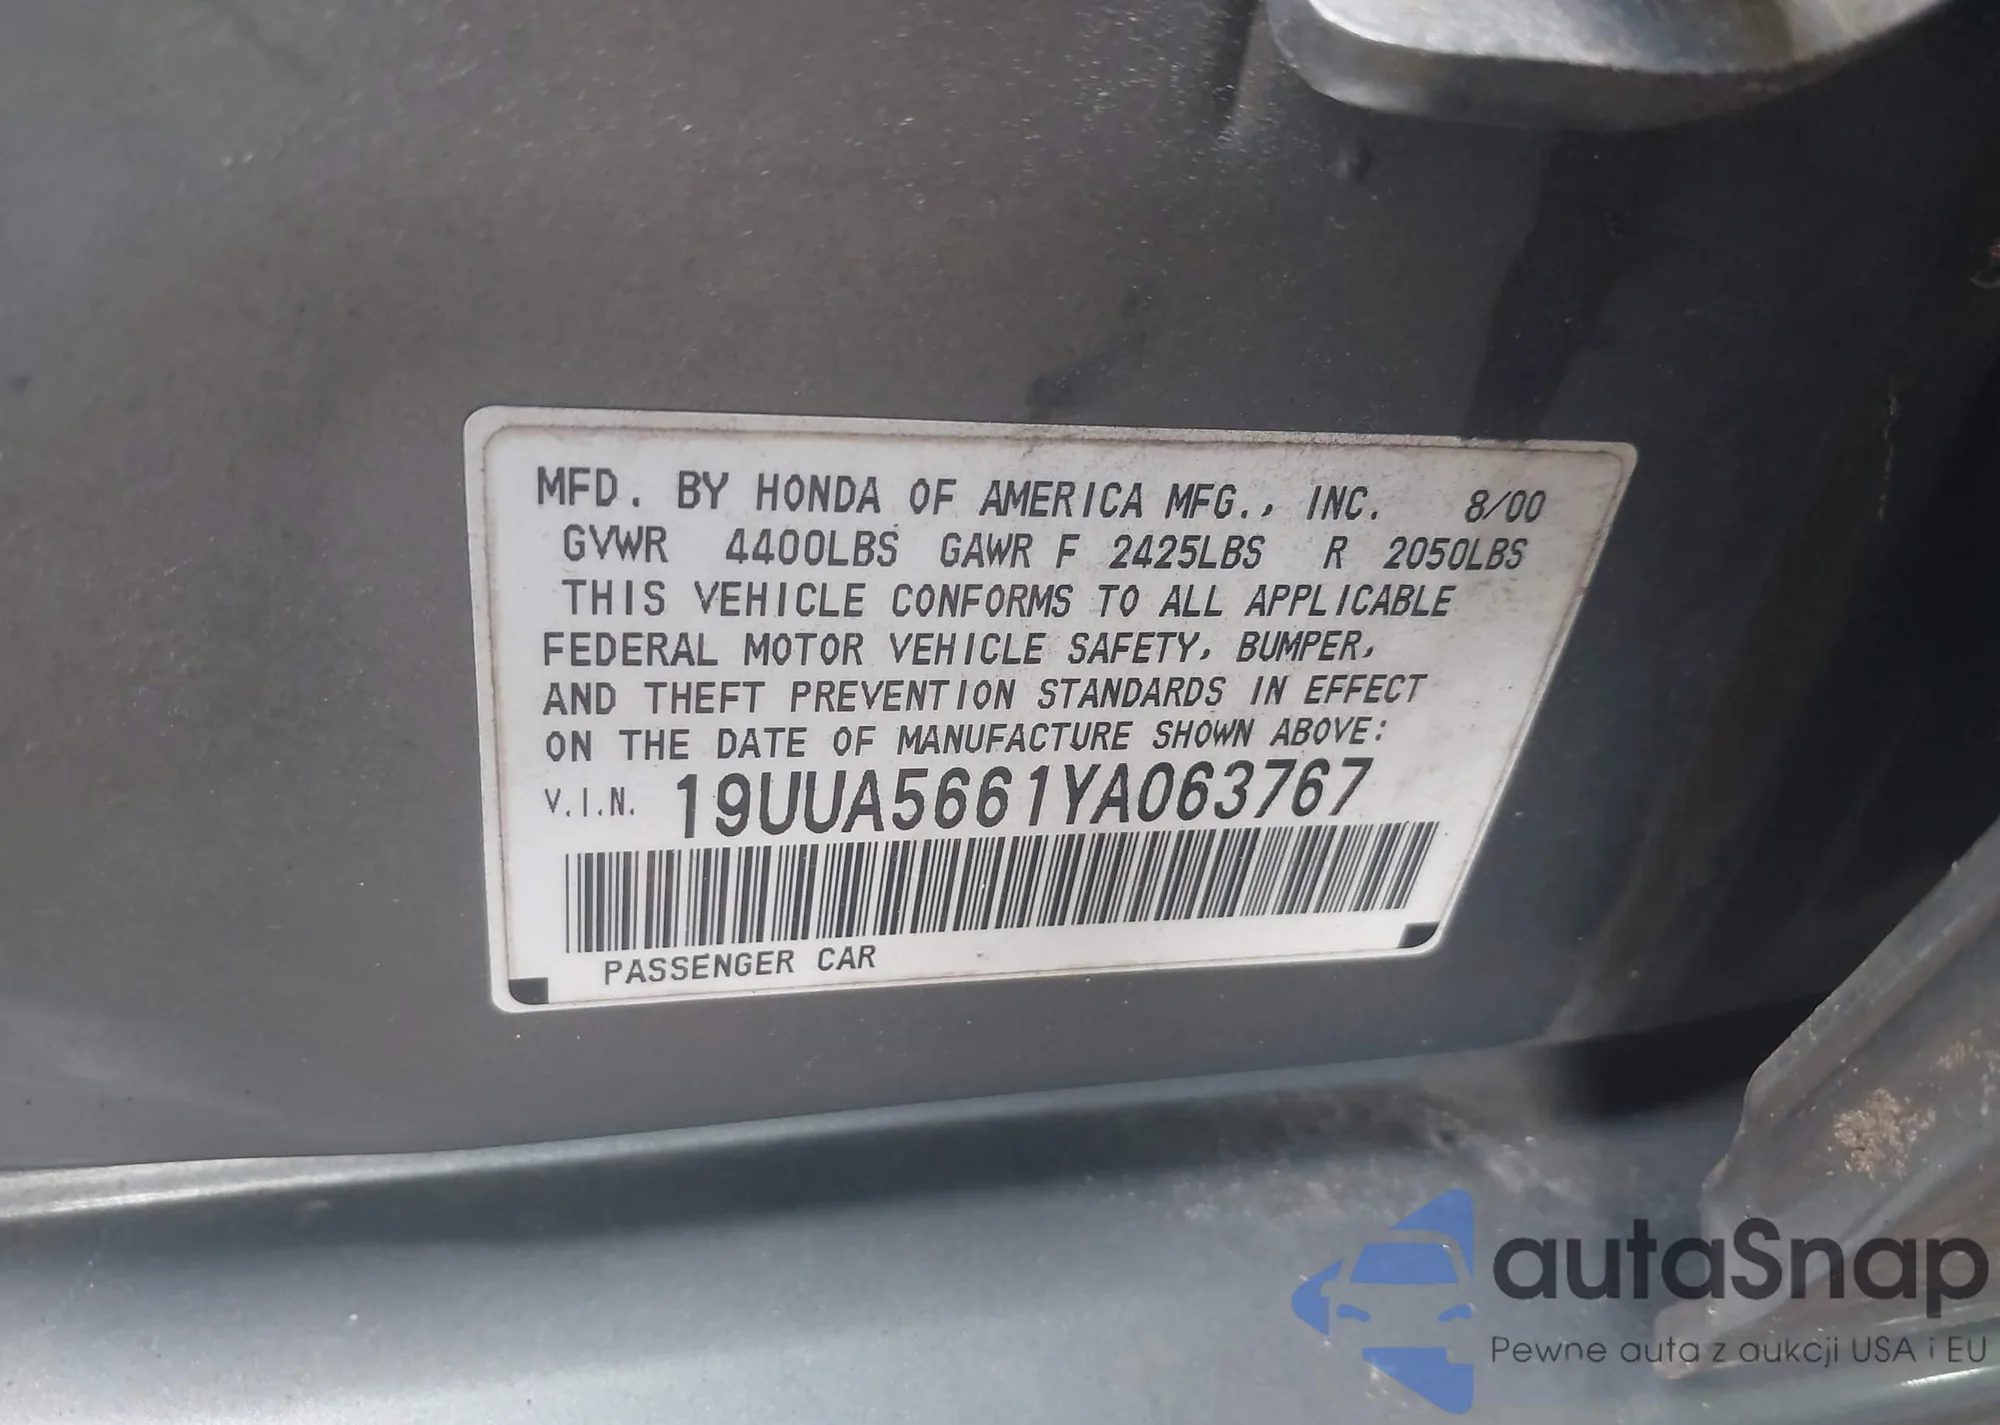 MFD. BY HONDA OF AMERICA MFG., INC. 8/00
GVWR 4400LBS GAWR F 2425LBS R 2050LBS
THIS VEHICLE CONFORMS TO ALL APPLICABLE
FEDERAL MOTOR VEHICLE SAFETY, BUMPER,
AND THEFT PREVENTION STANDARDS IN EFFECT
ON THE DATE OF MANUFACTURE SHOWN ABOVE:
V.I.N. 19UUA5661YA063767
PASSENGER CAR
autaSnap
Pewne auta z aukcji USA i EU